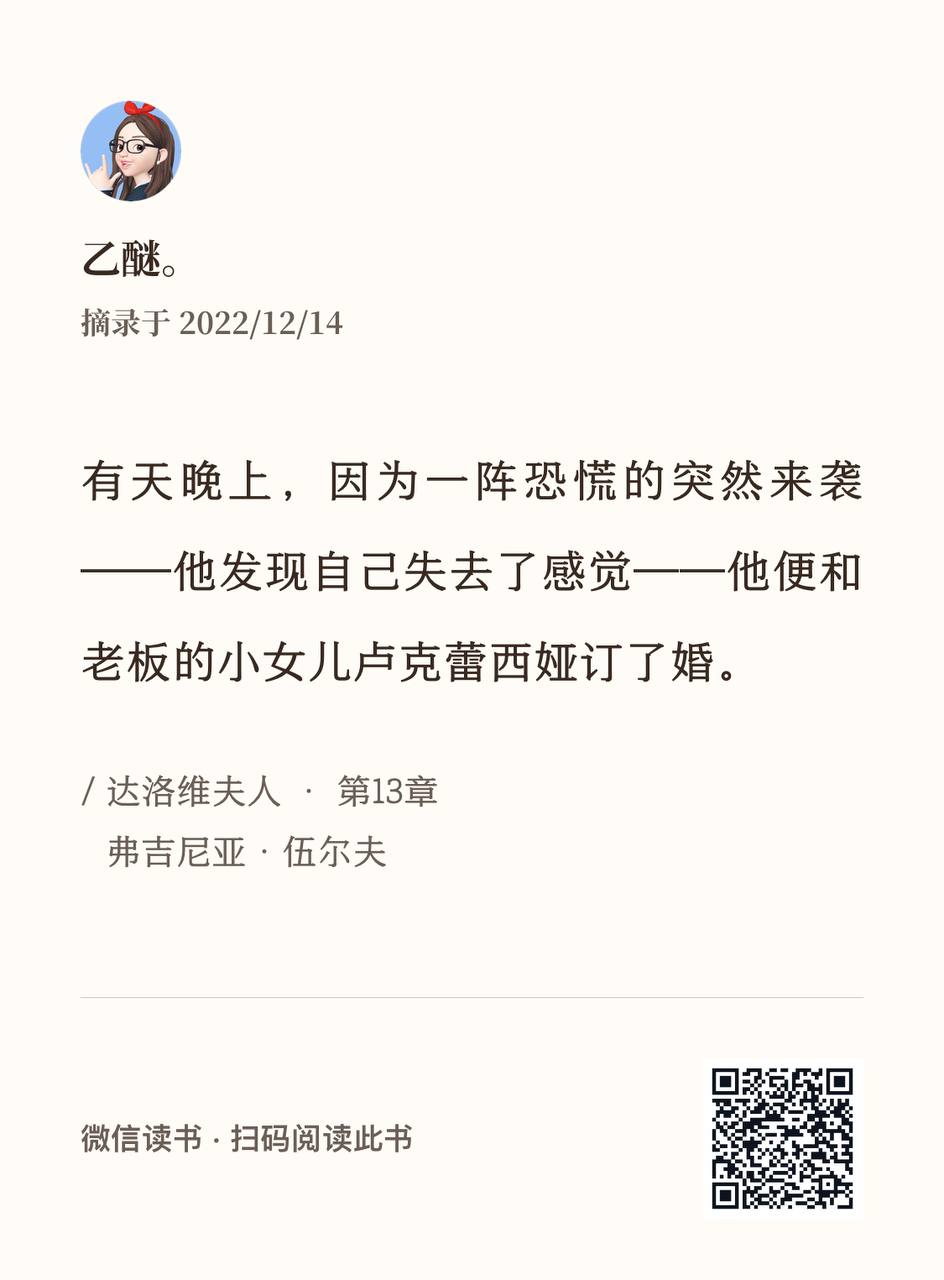 乙醚。
摘录于 2022/12/14
有天晚上，因为一阵恐慌的突然来袭
——他发现自己失去了感觉——他便和
老板的小女儿卢克蕾西娅订了婚。
/ 达洛维夫人 · 第13章
弗吉尼亚 · 伍尔夫
微信读书 · 扫码阅读此书